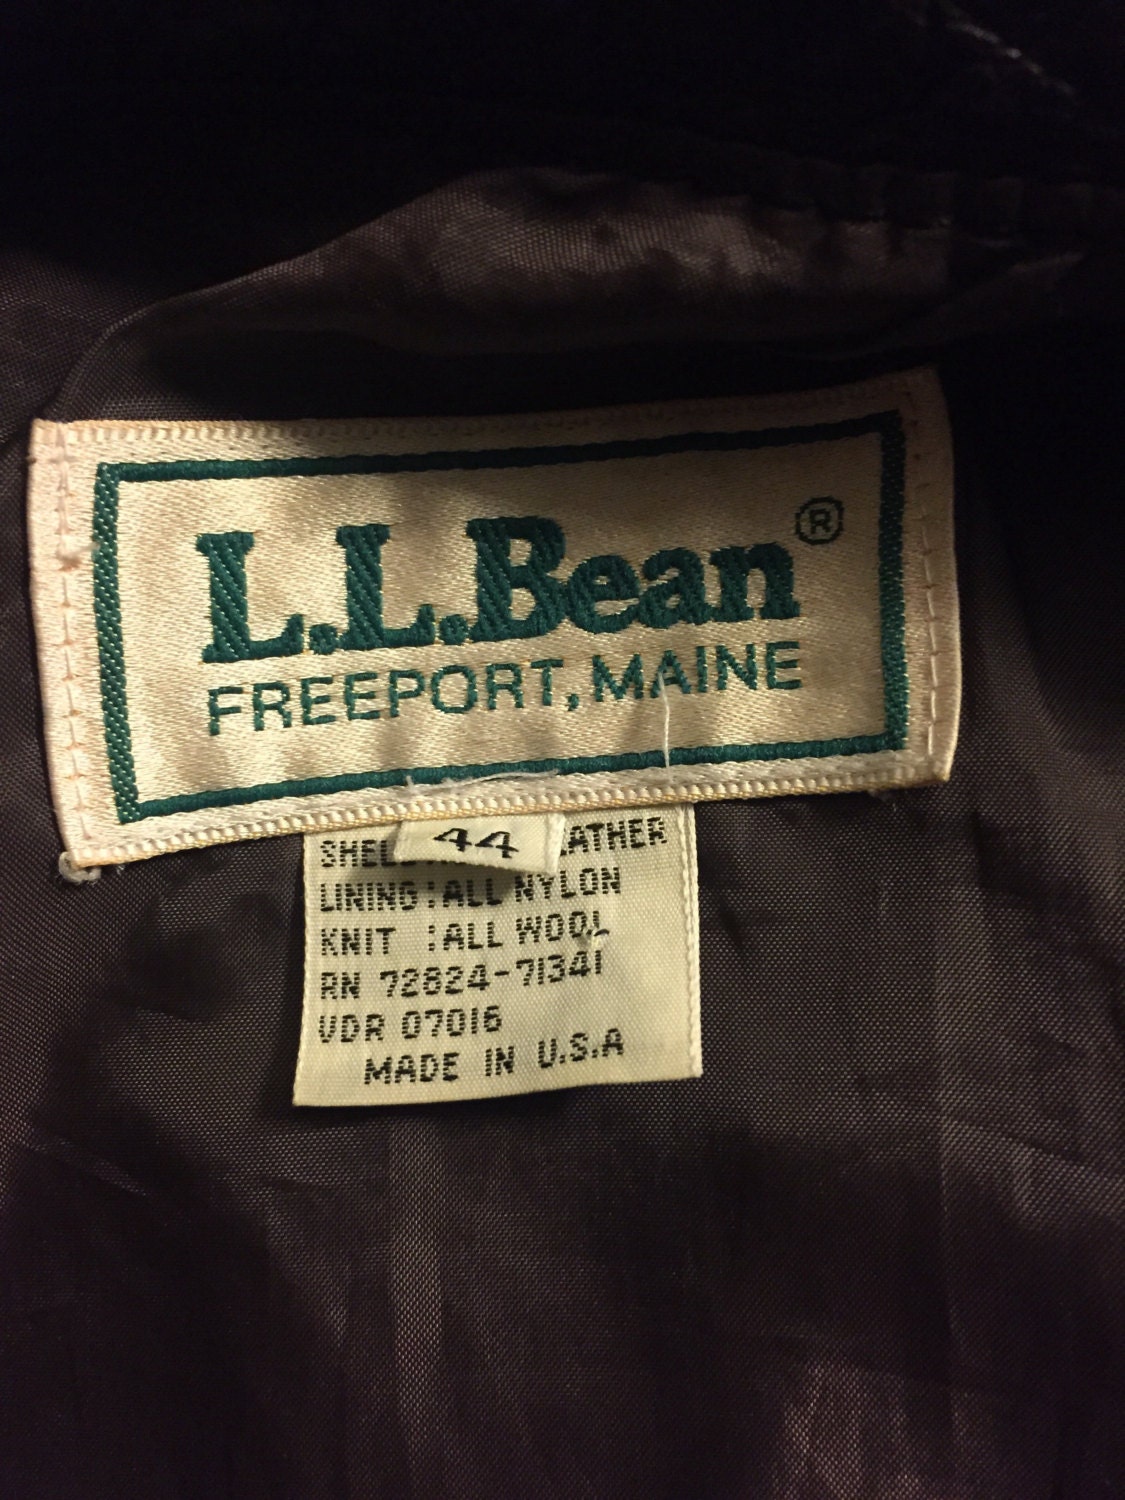 L.L.Bean®
FREEPORT, MAINE
44
LINING : ALL NYLON
KNIT : ALL WOOL
RN 72824-71341
VDR 07016
MADE IN U.S.A